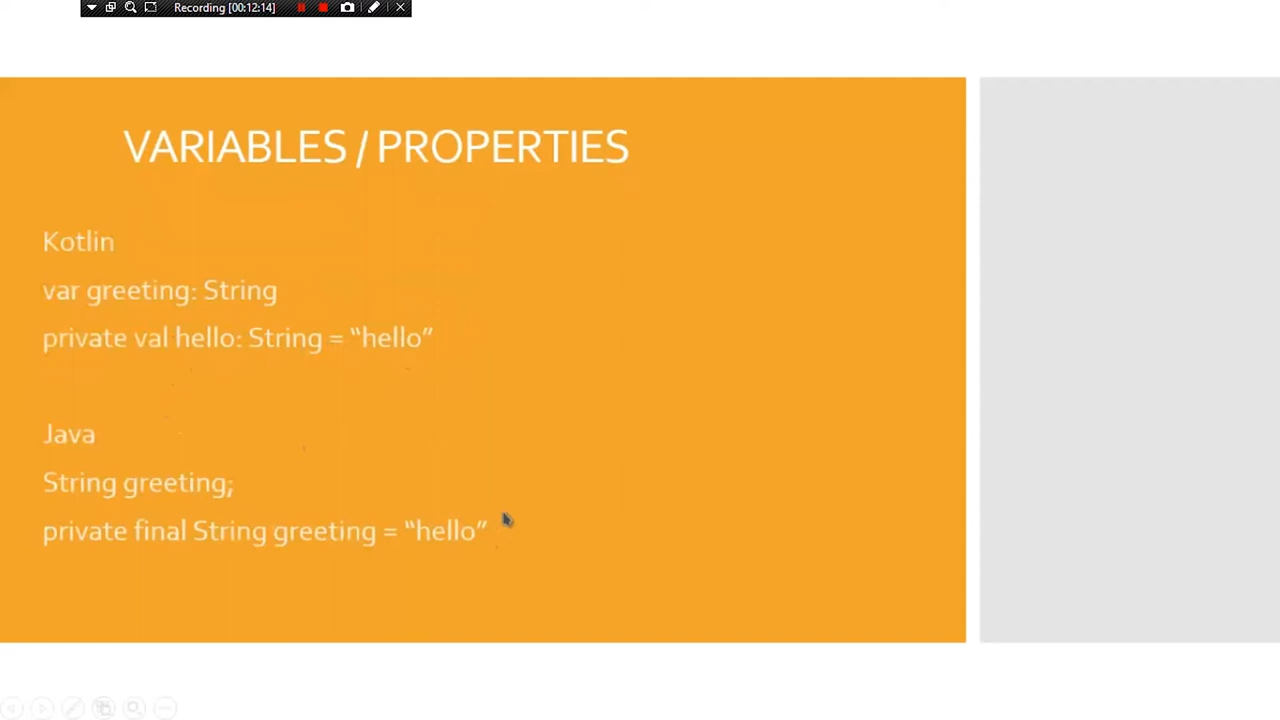 Recording [00:12:14]
VARIABLES / PROPERTIES
Kotlin
var greeting: String
private val hello: String = “hello”
Java
String greeting;
private final String greeting = “hello”